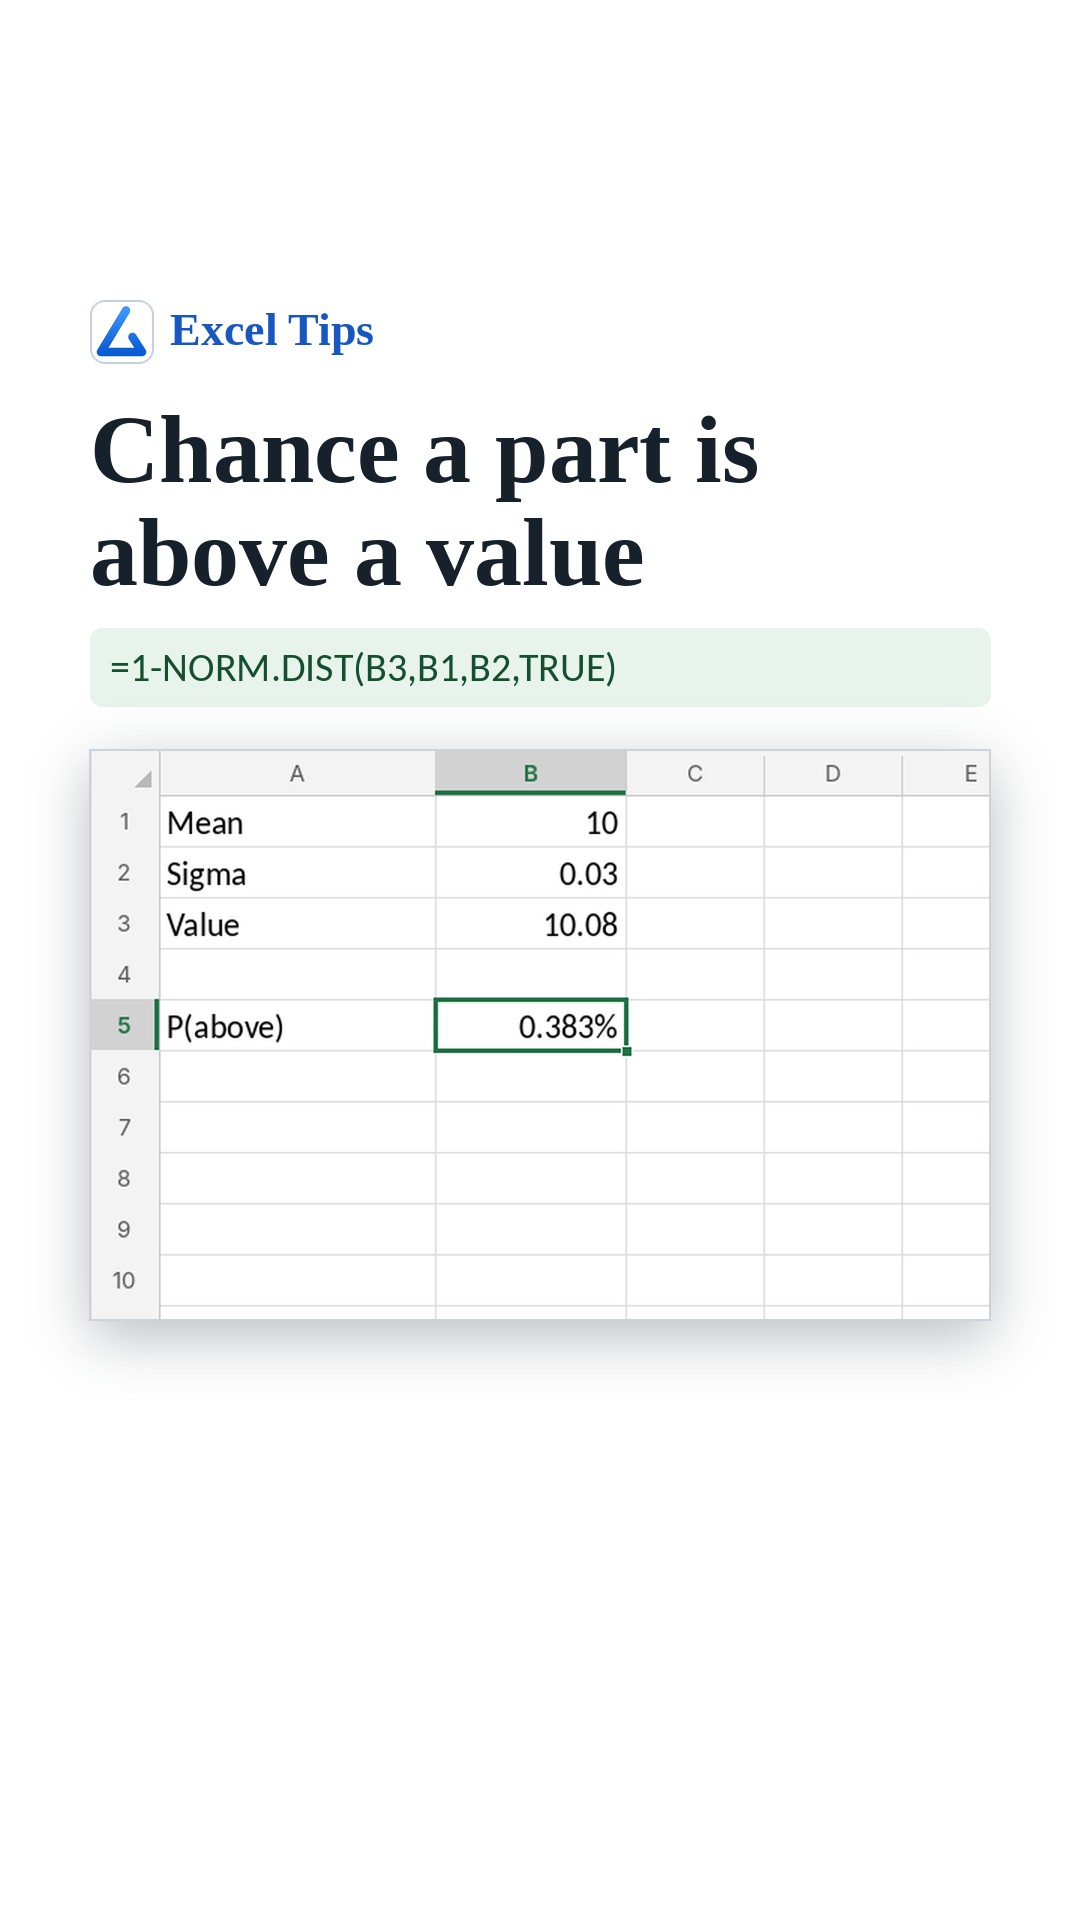 Excel Tips
Chance a part is
above a value
=1-NORM.DIST(B3,B1,B2,TRUE)
A B C D E
1 Mean 10
2 Sigma 0.03
3 Value 10.08
4
5 P(above) 0.383%
6
7
8
9
10